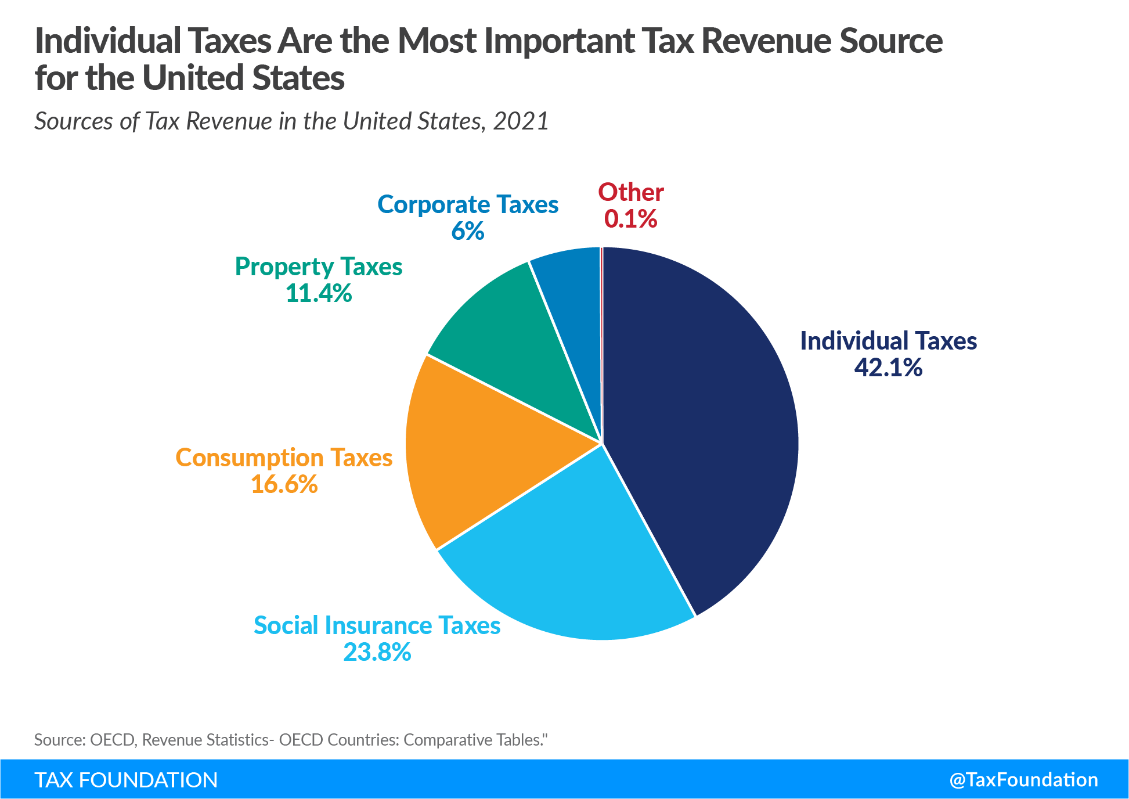 Individual Taxes Are the Most Important Tax Revenue Source
for the United States
Sources of Tax Revenue in the United States, 2021
Other
0.1%
Corporate Taxes
6%
Property Taxes
11.4%
Individual Taxes
42.1%
Consumption Taxes
16.6%
Social Insurance Taxes
23.8%
Source: OECD, Revenue Statistics- OECD Countries: Comparative Tables."
TAX FOUNDATION
@TaxFoundation